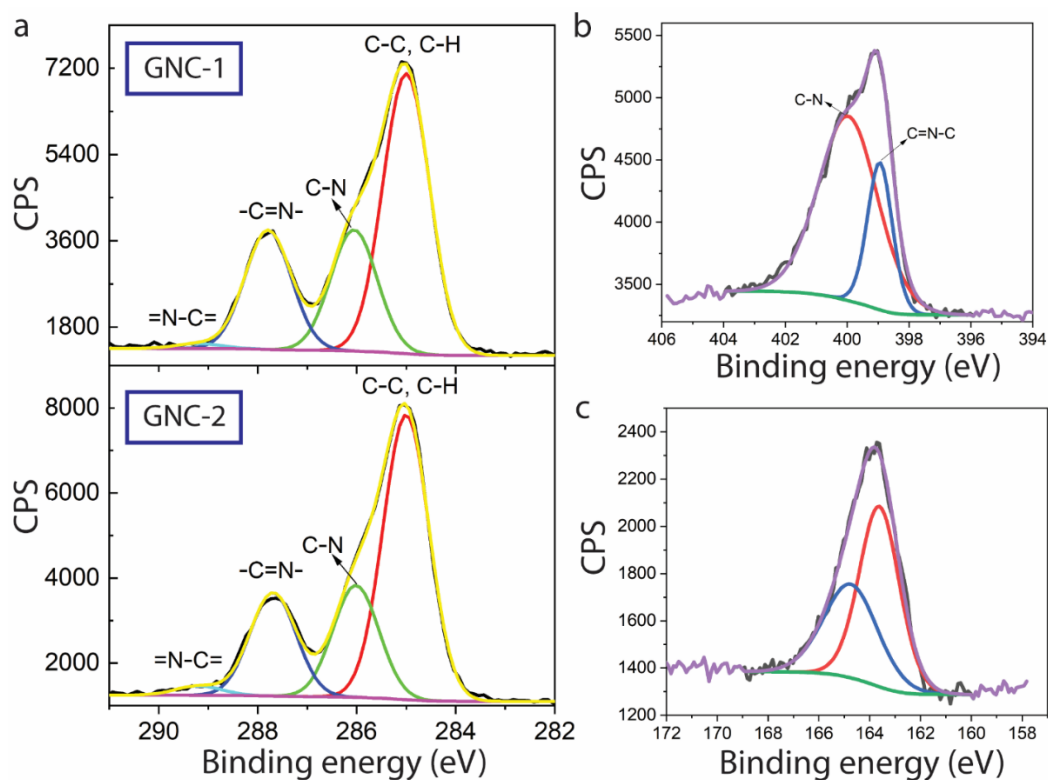 a
GNC-1
C-C, C-H
C-N
-C=N-
=N-C=
7200
5400
3600
1800
CPS
GNC-2
C-C, C-H
C-N
-C=N-
=N-C=
8000
6000
4000
2000
CPS
290 288 286 284 282
Binding energy (eV)
b
5500
5000
4500
4000
3500
CPS
C-N
C=N-C
406 404 402 400 398 396 394
Binding energy (eV)
c
2400
2200
2000
1800
1600
1400
1200
CPS
172 170 168 166 164 162 160 158
Binding energy (eV)